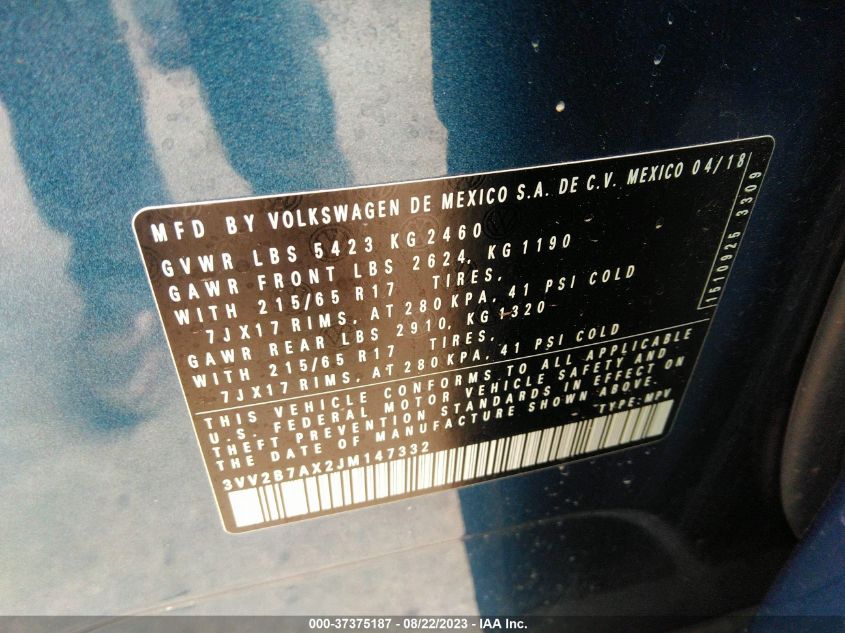 MFD BY VOLKSWAGEN DE MEXICO S.A. DE C.V. MEXICO 04/18
GVWR LBS 5423 KG 2460
GAWR FRONT LBS 2624, KG 1190
WITH 215/65 R17 TIRES,
7JX17 RIMS, AT 280 KPA, 41 PSI COLD
GAWR REAR LBS 2910, KG 1320
WITH 215/65 R17 TIRES,
7JX17 RIMS, AT 280 KPA, 41 PSI COLD
THIS VEHICLE CONFORMS TO ALL APPLICABLE
U.S. FEDERAL MOTOR VEHICLE SAFETY AND
THEFT PREVENTION STANDARDS IN EFFECT ON
THE DATE OF MANUFACTURE SHOWN ABOVE.
3VV2B7AX2JM147332 TYPE: MPV
1510925 3309
000-37375187 - 08/22/2023 - IAA Inc.